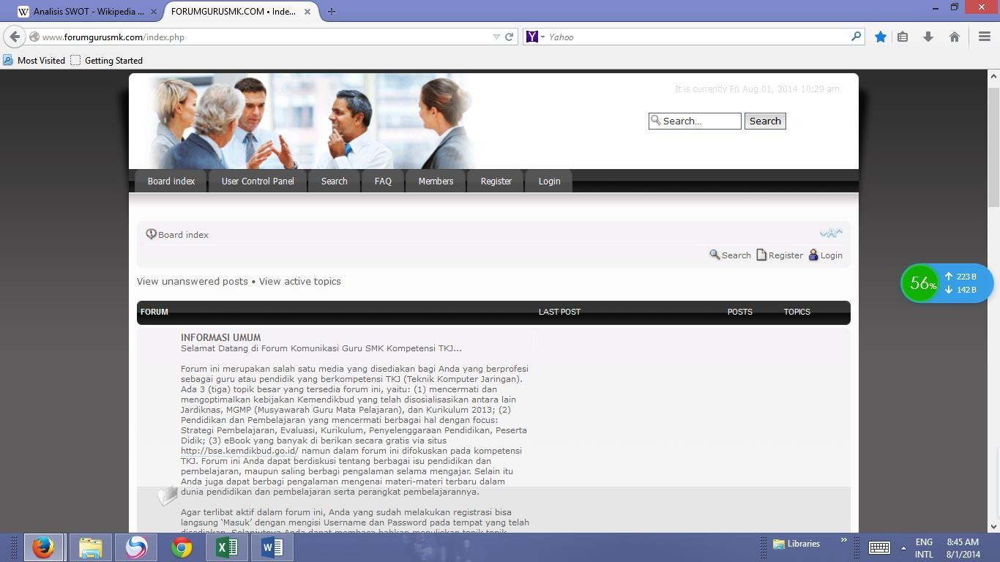 Analisis SWOT - Wikipedia ...
FORUMGURUSMK.COM • Inde...
www.forumgurusmk.com/index.php
Yahoo
Most Visited
Getting Started
It is currently Fri Aug 01, 2014 10:29 am
Search...
Search
Board index
User Control Panel
Search
FAQ
Members
Register
Login
Board index
Search
Register
Login
View unanswered posts • View active topics
FORUM
LAST POST
POSTS
TOPICS
INFORMASI UMUM
Selamat Datang di Forum Komunikasi Guru SMK Kompetensi TKJ...
Forum ini merupakan salah satu media yang disediakan bagi Anda yang berprofesi
sebagai guru atau pendidik yang berkompetensi TKJ (Teknik Komputer Jaringan).
Ada 3 (tiga) topik besar yang tersedia forum ini, yaitu: (1) mencermati dan
mengoptimalkan kebijakan Kemendikbud yang telah disosialisasikan antara lain
Jardiknas, MGMP (Musyawarah Guru Mata Pelajaran), dan Kurikulum 2013; (2)
Pendidikan dan Pembelajaran yang mencermati berbagai hal dengan focus:
Strategi Pembelajaran, Evaluasi, Kurikulum, Penyelenggaraan Pendidikan, Peserta
Didik; (3) eBook yang banyak di berikan secara gratis via situs
http://bse.kemdikbud.go.id/ namun dalam forum ini difokuskan pada kompetensi
TKJ. Forum ini Anda dapat berdiskusi tentang berbagai isu pendidikan dan
pembelajaran, maupun saling berbagi pengalaman selama mengajar. Selain itu
Anda juga dapat berbagi pengalaman mengenai materi-materi terbaru dalam
dunia pendidikan dan pembelajaran serta perangkat pembelajarannya.
Agar terlibat aktif dalam forum ini, Anda yang sudah melakukan registrasi bisa
langsung ‘Masuk’ dengan mengisi Username dan Password pada tempat yang telah
disediakan. Selanjutnya Anda dapat membaca bahkan menuliskan topik-topik
56%
223 B
142 B
Libraries
ENG
INTL
8:45 AM
8/1/2014